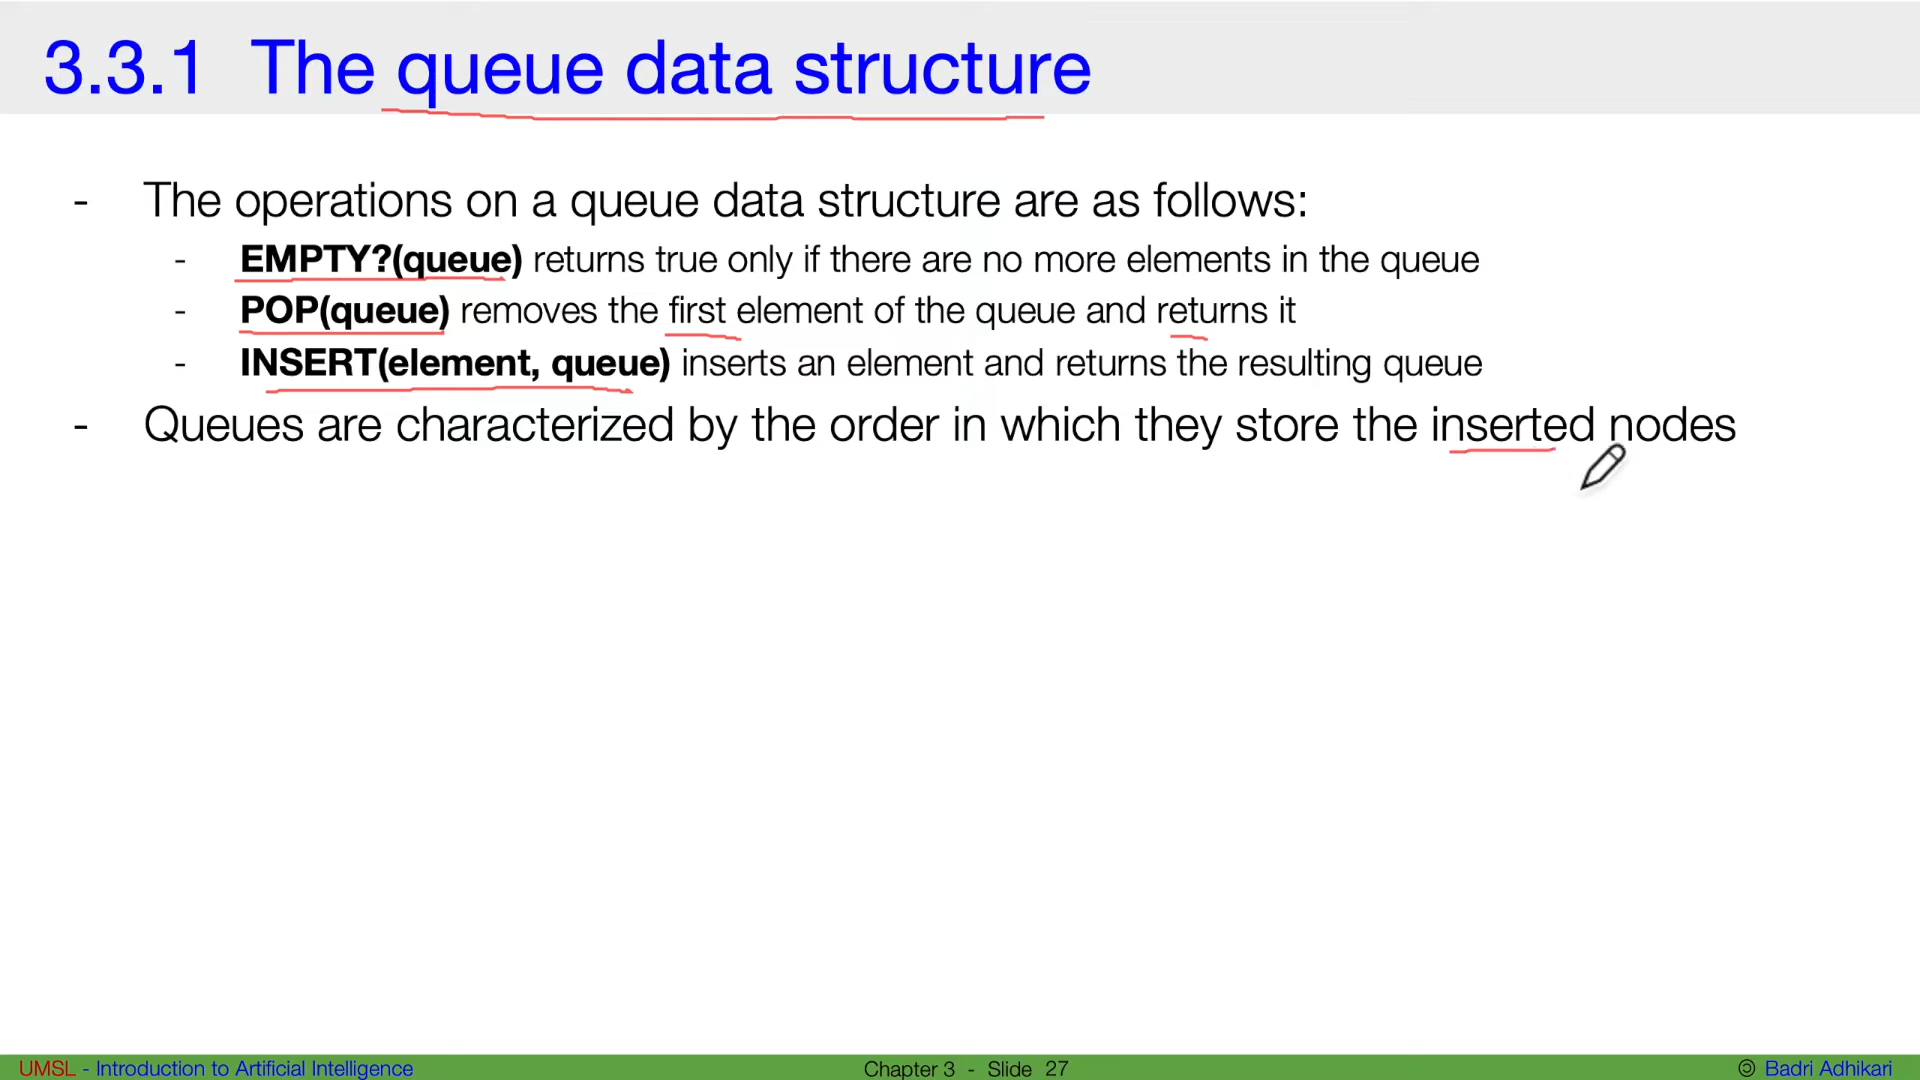 3.3.1 The queue data structure
- The operations on a queue data structure are as follows:
- EMPTY?(queue) returns true only if there are no more elements in the queue
- POP(queue) removes the first element of the queue and returns it
- INSERT(element, queue) inserts an element and returns the resulting queue
- Queues are characterized by the order in which they store the inserted nodes
UMSL - Introduction to Artificial Intelligence Chapter 3 - Slide 27 🄯 Badri Adhikari